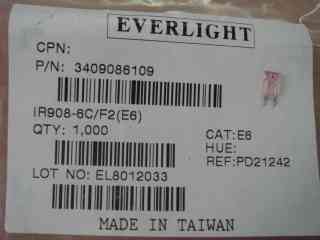 EVERLIGHT
CPN:
P/N: 3409086109
IR908-6C/F2(E6)
QTY: 1,000
CAT:E6
HUE:
REF:PD21242
LOT NO: EL8012033
MADE IN TAIWAN